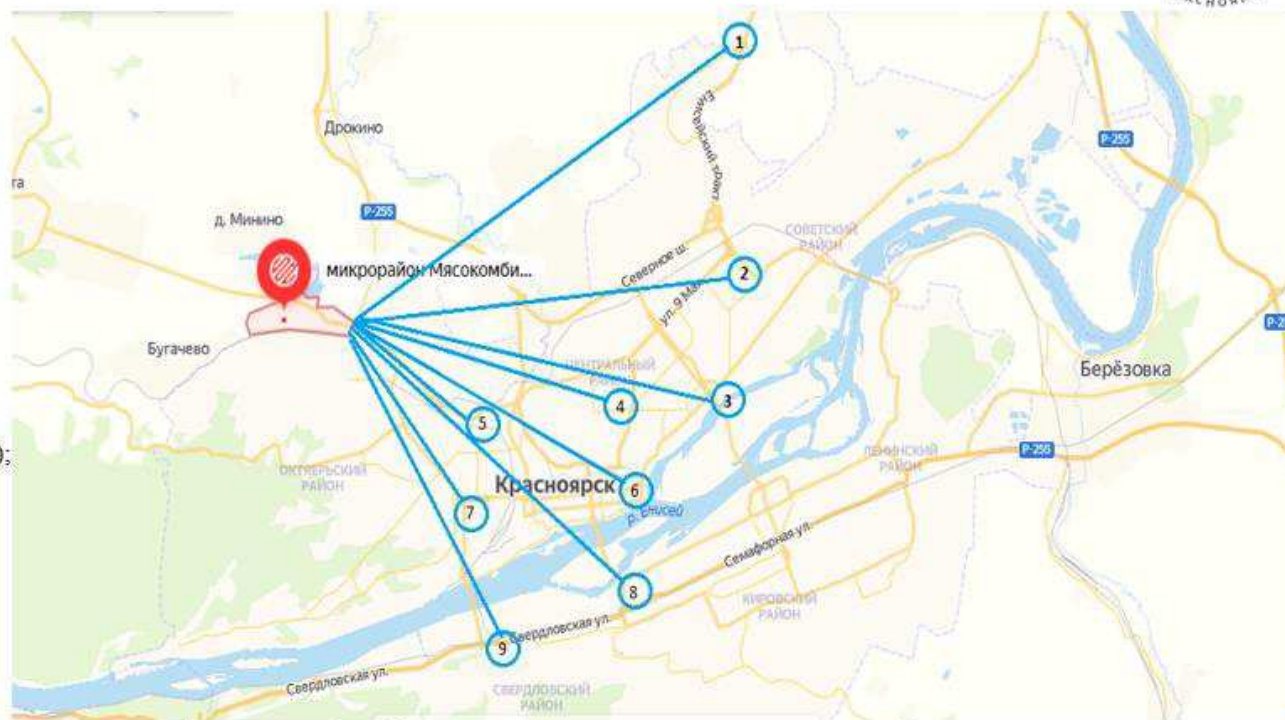 1
Енисейский тракт
Дрокино
Р-255
га
д. Минино
Р-255
СОВЕТСКИЙ
РАЙОН
микрорайон Мясокомби...
Северное ш.
2
ул. 9 Мая
Бугачево
ЦЕНТРАЛЬНЫЙ
РАЙОН
Берёзовка
4
3
5
);
ОКТЯБРЬСКИЙ
РАЙОН
ЛЕНИНСКИЙ
РАЙОН
Р-255
Красноярск
6
7
р. Енисей
Семафорная ул.
8
КИРОВСКИЙ
РАЙОН
Свердловская ул.
9
Свердловская ул.
СВЕРДЛОВСКИЙ
РАЙОН